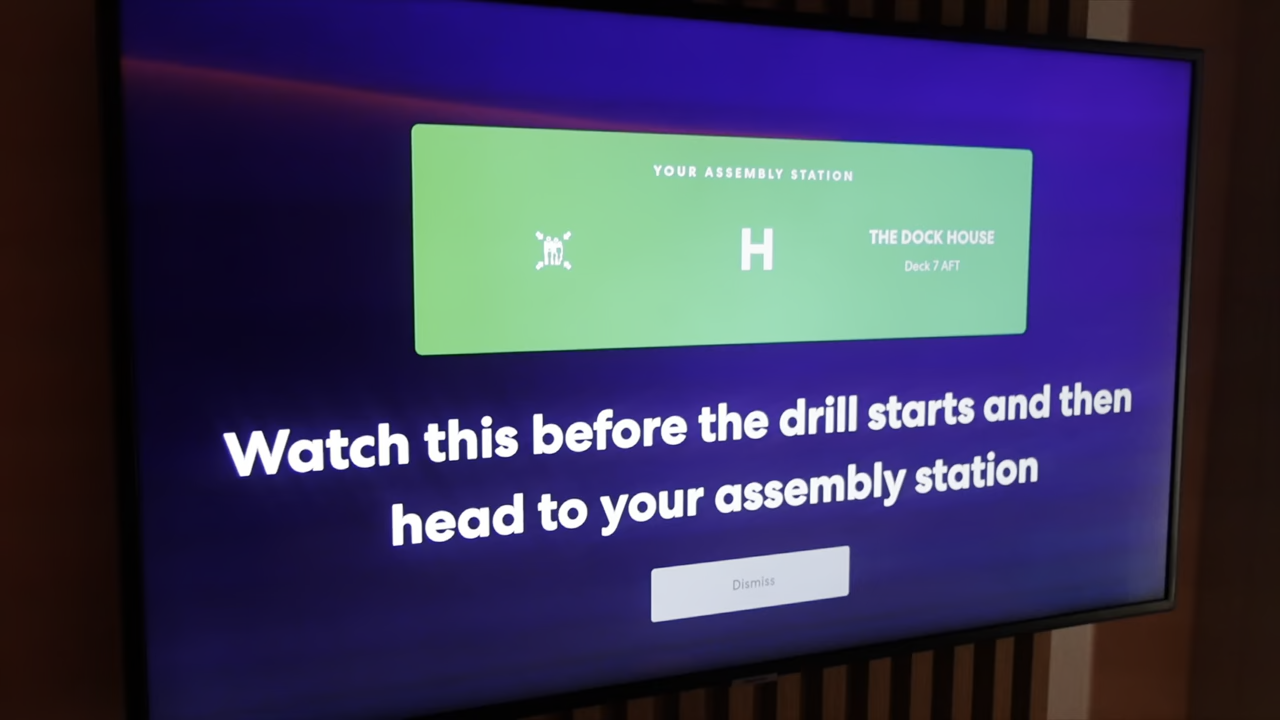 YOUR ASSEMBLY STATION
H
THE DOCK HOUSE
Deck 7 AFT
Watch this before the drill starts and then
head to your assembly station
Dismiss